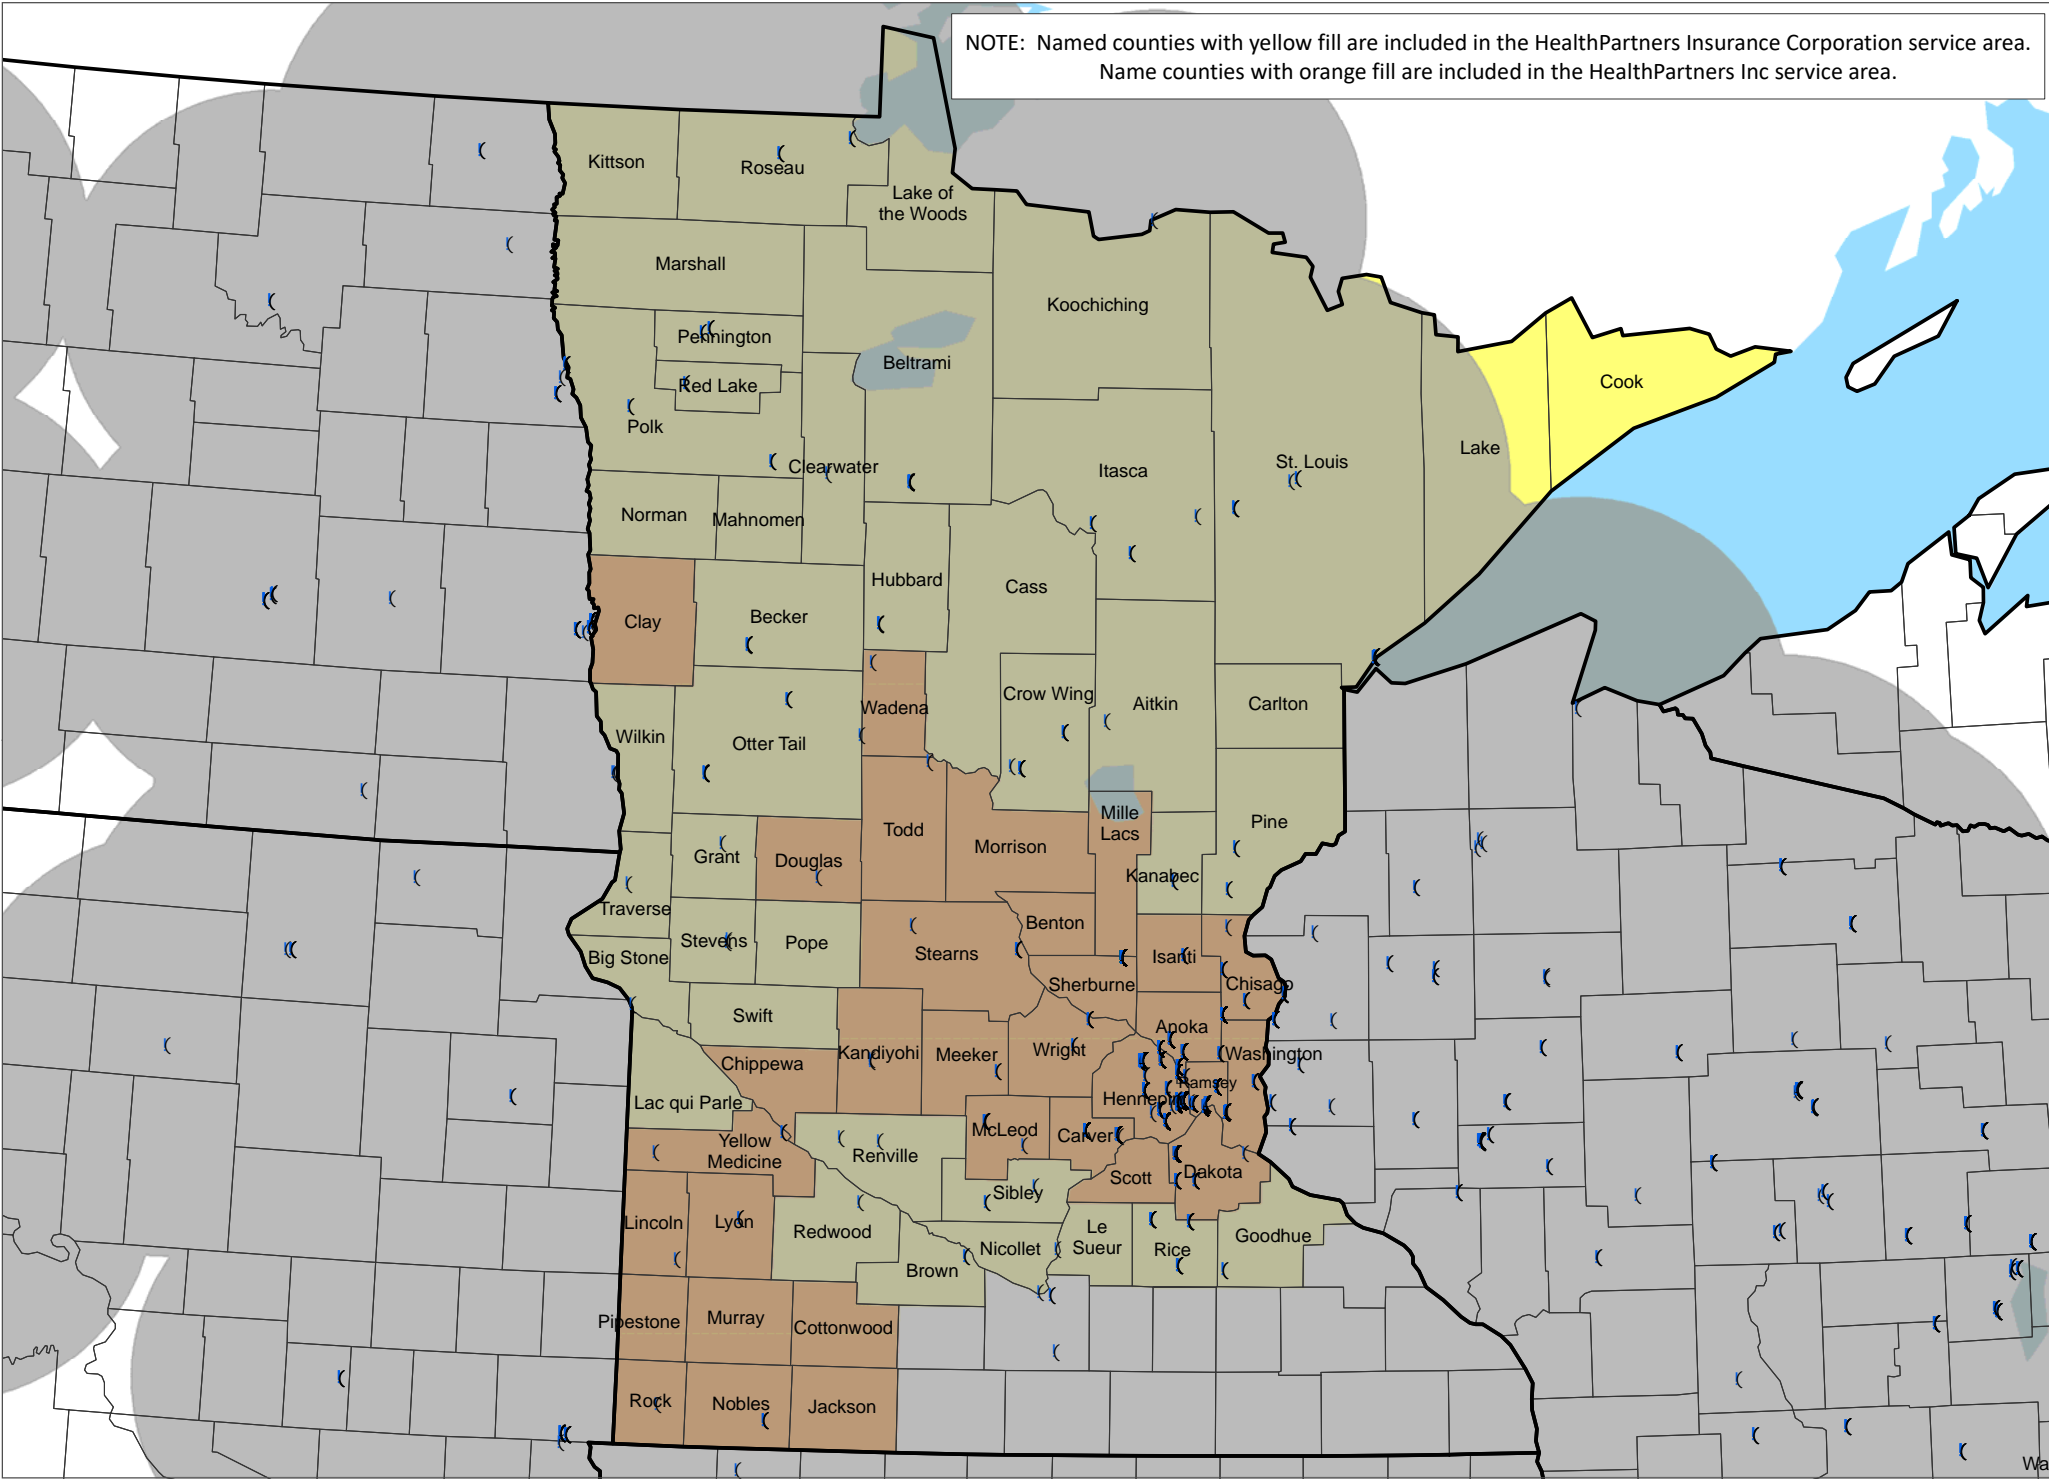 NOTE: Named counties with yellow fill are included in the HealthPartners Insurance Corporation service area.
Name counties with orange fill are included in the HealthPartners Inc service area.
Kittson
Roseau
Lake of
the Woods
Marshall
Koochiching
Pennington
Beltrami
Red Lake
Cook
Polk
Clearwater
Itasca
St. Louis
Lake
Norman
Mahnomen
Hubbard
Cass
Clay
Becker
Wadena
Crow Wing
Aitkin
Carlton
Wilkin
Otter Tail
Mille
Lacs
Pine
Todd
Morrison
Grant
Douglas
Kanabec
Traverse
Benton
Stevens
Pope
Stearns
Isanti
Big Stone
Sherburne
Chisago
Swift
Anoka
Kandiyohi
Meeker
Wright
Washington
Chippewa
Ramsey
Hennepin
Lac qui Parle
McLeod
Carver
Yellow
Medicine
Renville
Scott
Dakota
Sibley
Lincoln
Lyon
Redwood
Le
Sueur
Nicollet
Rice
Goodhue
Brown
Pipestone
Murray
Cottonwood
Rock
Nobles
Jackson
Wa